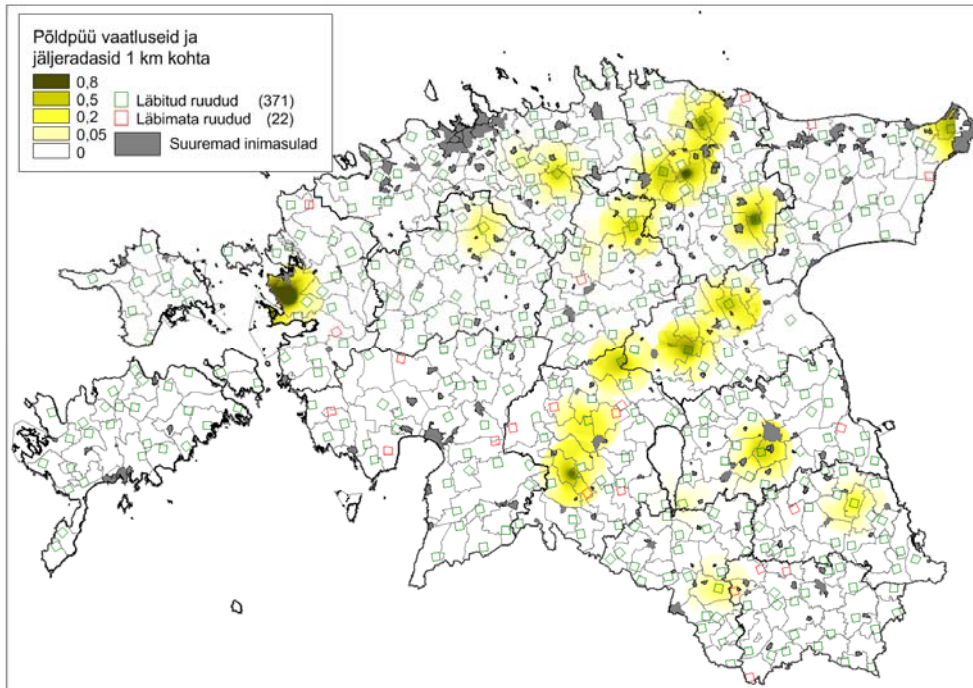 Põldpüü vaatluseid ja
jäljeradasid 1 km kohta
0,8
0,5
0,2
0,05
0
Läbitud ruudud (371)
Läbimata ruudud (22)
Suuremad inimasulad